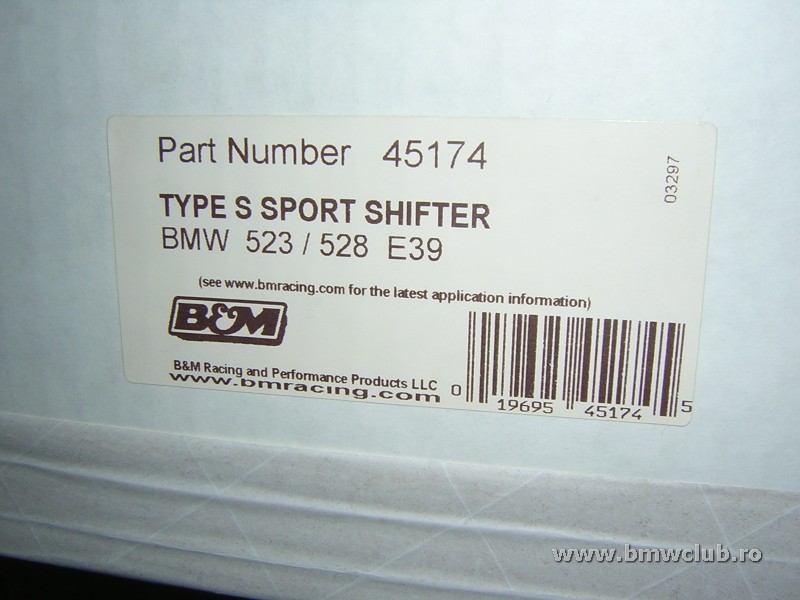 Part Number 45174
03297
TYPE S SPORT SHIFTER
BMW 523 / 528 E39
(see www.bmracing.com for the latest application information)
B&M
B&M Racing and Performance Products LLC
www.bmracing.com
0 19695 45174 5
www.bmwclub.ro